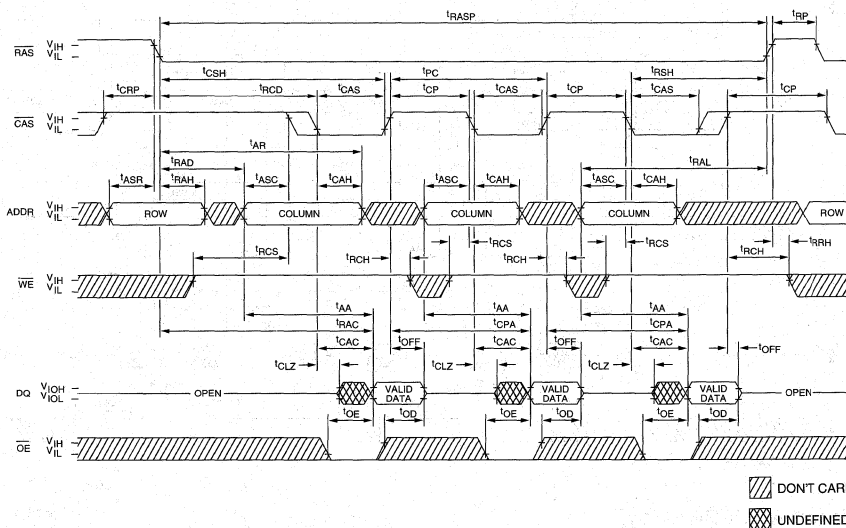 tRASP
tRP
RAS VIH
VIL
tCSH
tPC
tRSH
tCRP
tRCD
tCAS
tCP
tCAS
tCP
tCAS
tCP
CAS VIH
VIL
tAR
tRAD
tRAL
tASR
tRAH
tASC
tCAH
tASC
tCAH
tASC
tCAH
ADDR VIH
VIL
ROW
COLUMN
COLUMN
COLUMN
ROW
tRCS
tRCH
tRCS
tRCH
tRCS
tRCH
tRRH
WE VIH
VIL
tAA
tAA
tAA
tRAC
tCPA
tCPA
tCAC
tOFF
tCAC
tOFF
tCAC
tOFF
tCLZ
tCLZ
tCLZ
DQ VIOH
VIOL
OPEN
VALID
DATA
VALID
DATA
VALID
DATA
OPEN
tOE
tOD
tOE
tOD
tOE
tOD
OE VIH
VIL
DON'T CAR
UNDEFINED